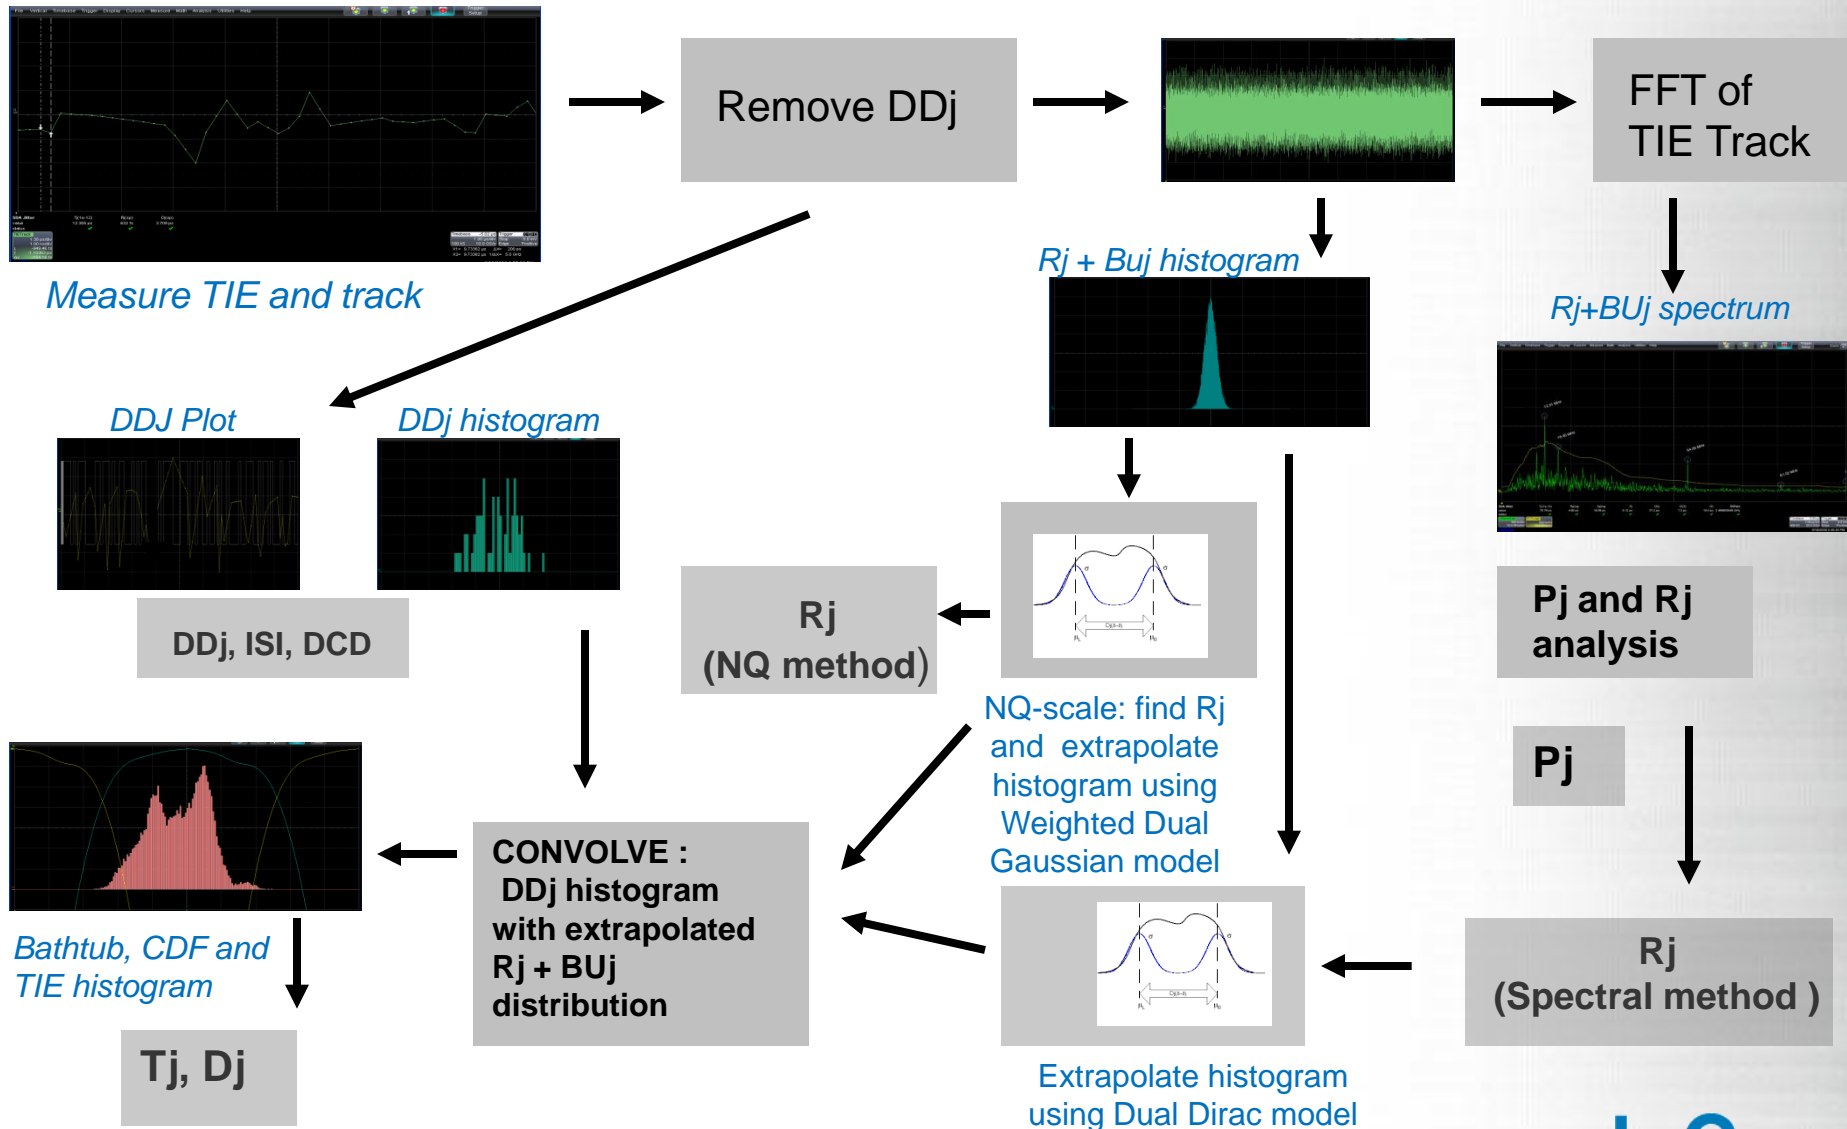 Remove DDj
FFT of
TIE Track
Measure TIE and track
Rj + Buj histogram
Rj+BUj spectrum
DDJ Plot
DDj histogram
DDj, ISI, DCD
Rj
(NQ method)
σ
σ
NQ-scale: find Rj
and extrapolate
histogram using
Weighted Dual
Gaussian model
Pj and Rj
analysis
Pj
CONVOLVE :
DDj histogram
with extrapolated
Rj + BUj
distribution
Bathtub, CDF and
TIE histogram
Tj, Dj
σ
σ
Extrapolate histogram
using Dual Dirac model
Rj
(Spectral method )